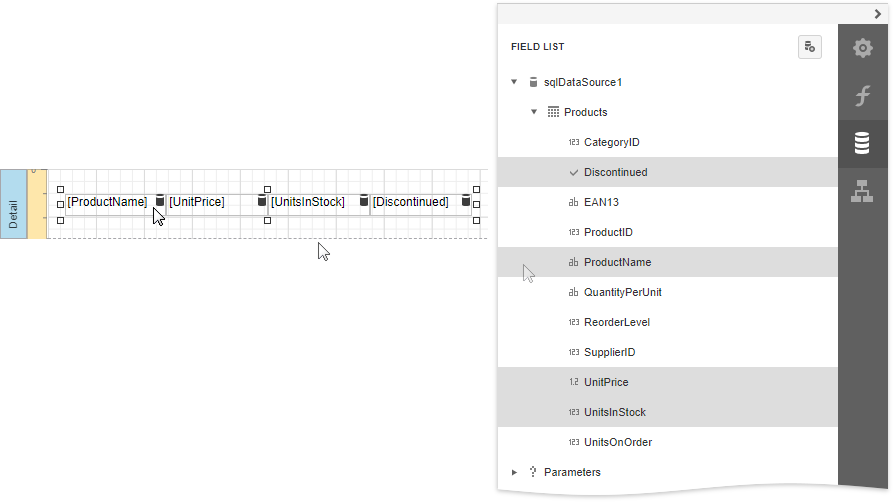 Detail
[ProductName] [UnitPrice] [UnitsInStock] [Discontinued]
FIELD LIST
sqlDataSource1
Products
123 CategoryID
Discontinued
ab EAN13
123 ProductID
ab ProductName
ab QuantityPerUnit
123 ReorderLevel
123 SupplierID
1.2 UnitPrice
123 UnitsInStock
123 UnitsOnOrder
Parameters